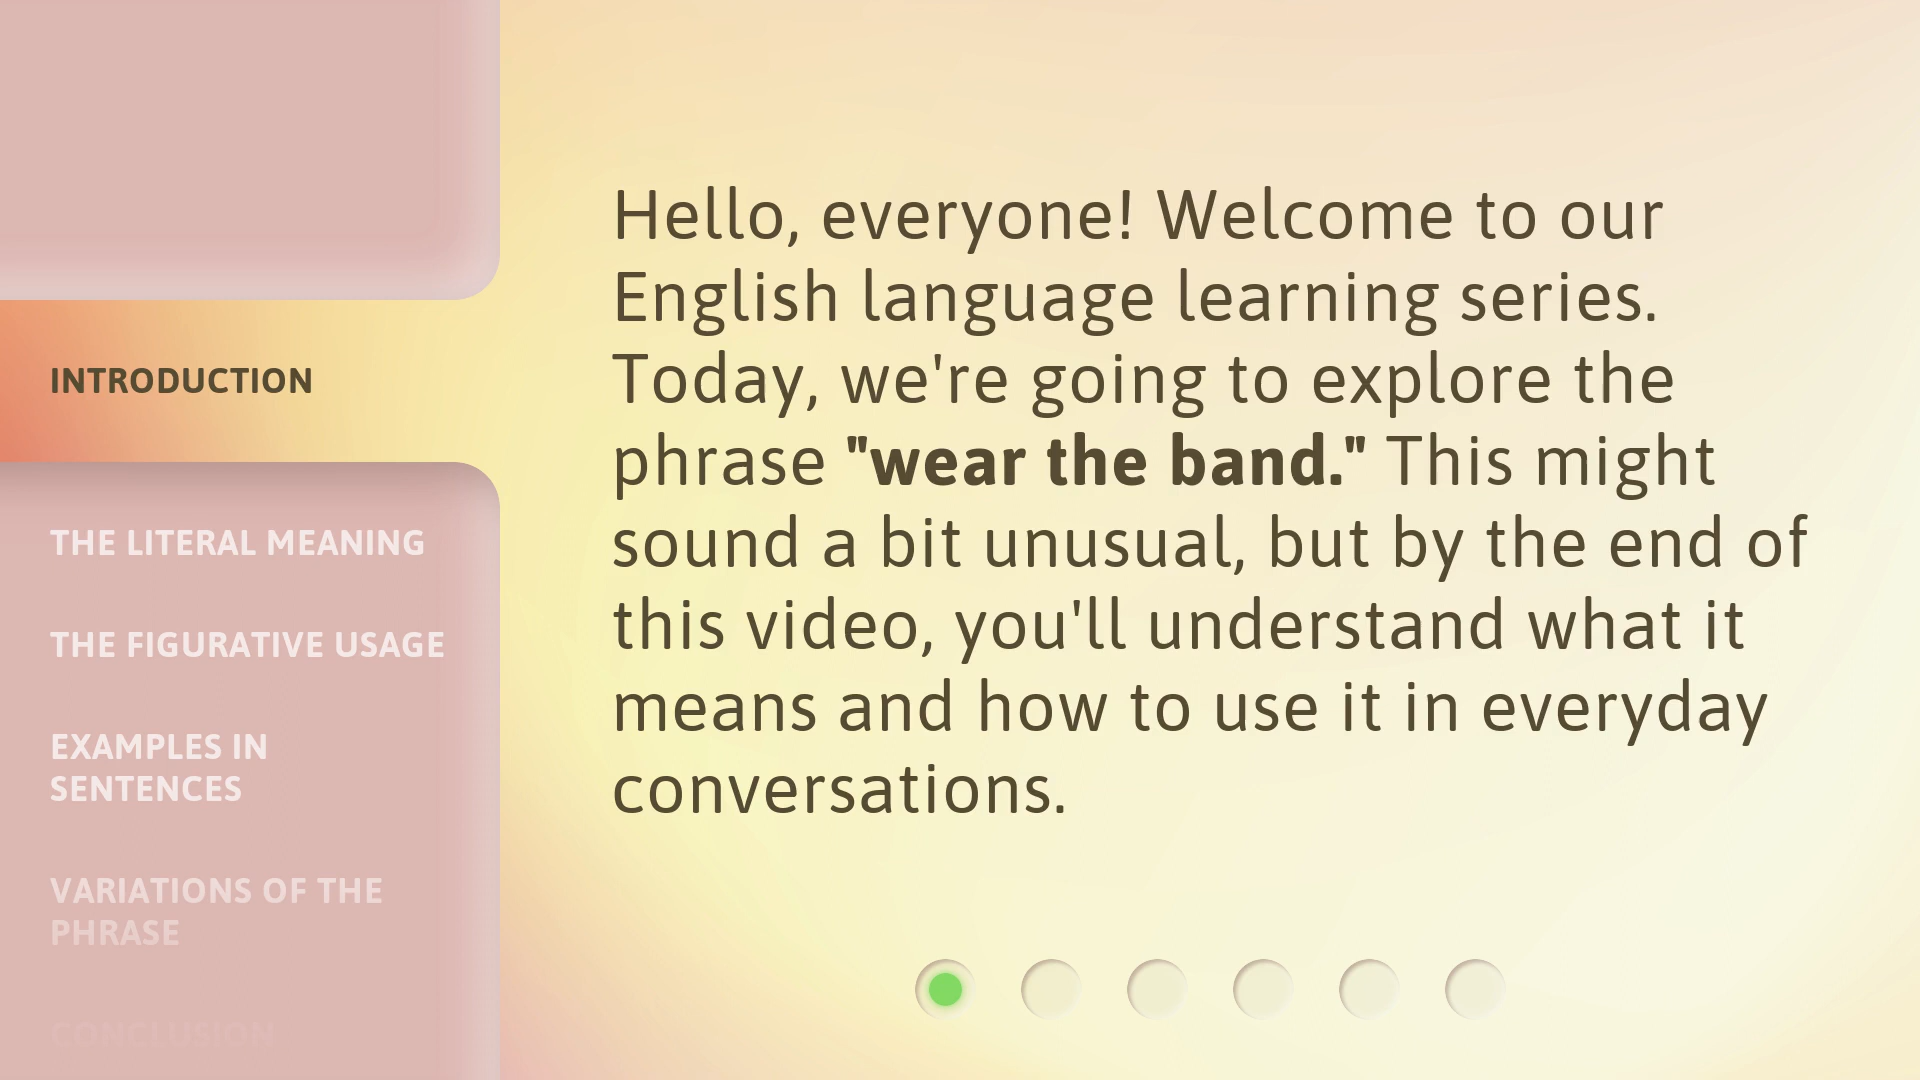 INTRODUCTION
THE LITERAL MEANING
THE FIGURATIVE USAGE
EXAMPLES IN
SENTENCES
VARIATIONS OF THE
PHRASE
CONCLUSION
Hello, everyone! Welcome to our
English language learning series.
Today, we're going to explore the
phrase "wear the band." This might
sound a bit unusual, but by the end of
this video, you'll understand what it
means and how to use it in everyday
conversations.